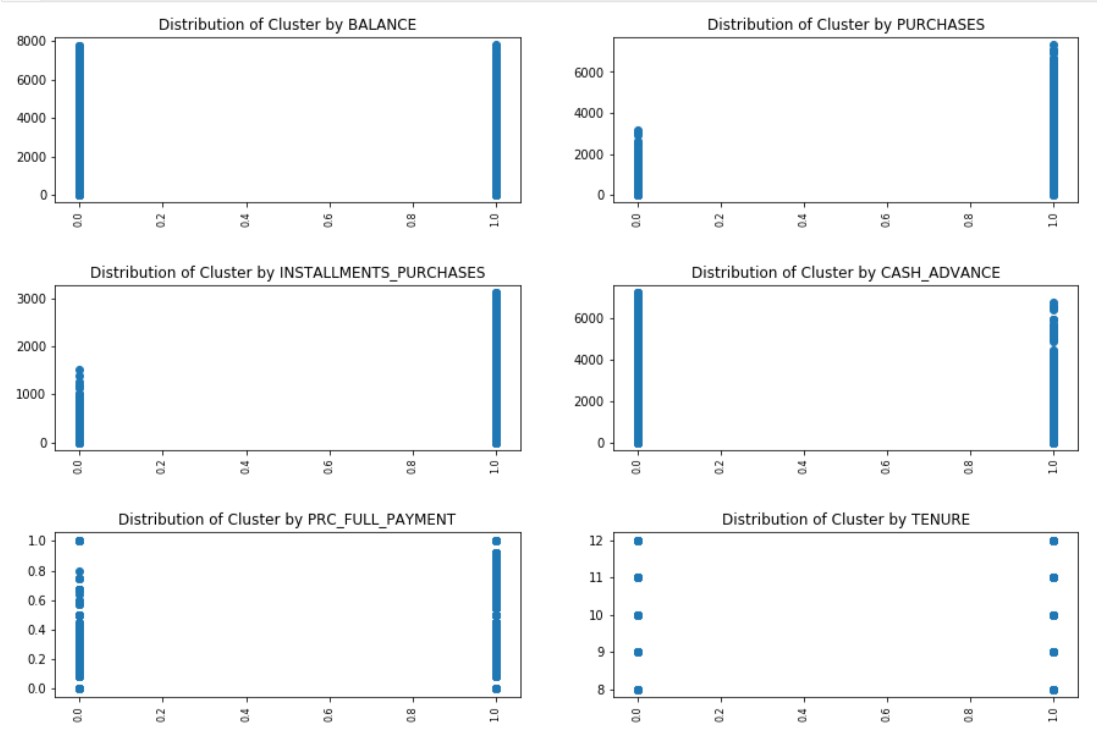 Distribution of Cluster by BALANCE
8000
6000
4000
2000
0
0.0 0.2 0.4 0.6 0.8 1.0
Distribution of Cluster by PURCHASES
6000
4000
2000
0
0.0 0.2 0.4 0.6 0.8 1.0
Distribution of Cluster by INSTALLMENTS_PURCHASES
3000
2000
1000
0
0.0 0.2 0.4 0.6 0.8 1.0
Distribution of Cluster by CASH_ADVANCE
6000
4000
2000
0
0.0 0.2 0.4 0.6 0.8 1.0
Distribution of Cluster by PRC_FULL_PAYMENT
1.0
0.8
0.6
0.4
0.2
0.0
0.0 0.2 0.4 0.6 0.8 1.0
Distribution of Cluster by TENURE
12
11
10
9
8
0.0 0.2 0.4 0.6 0.8 1.0